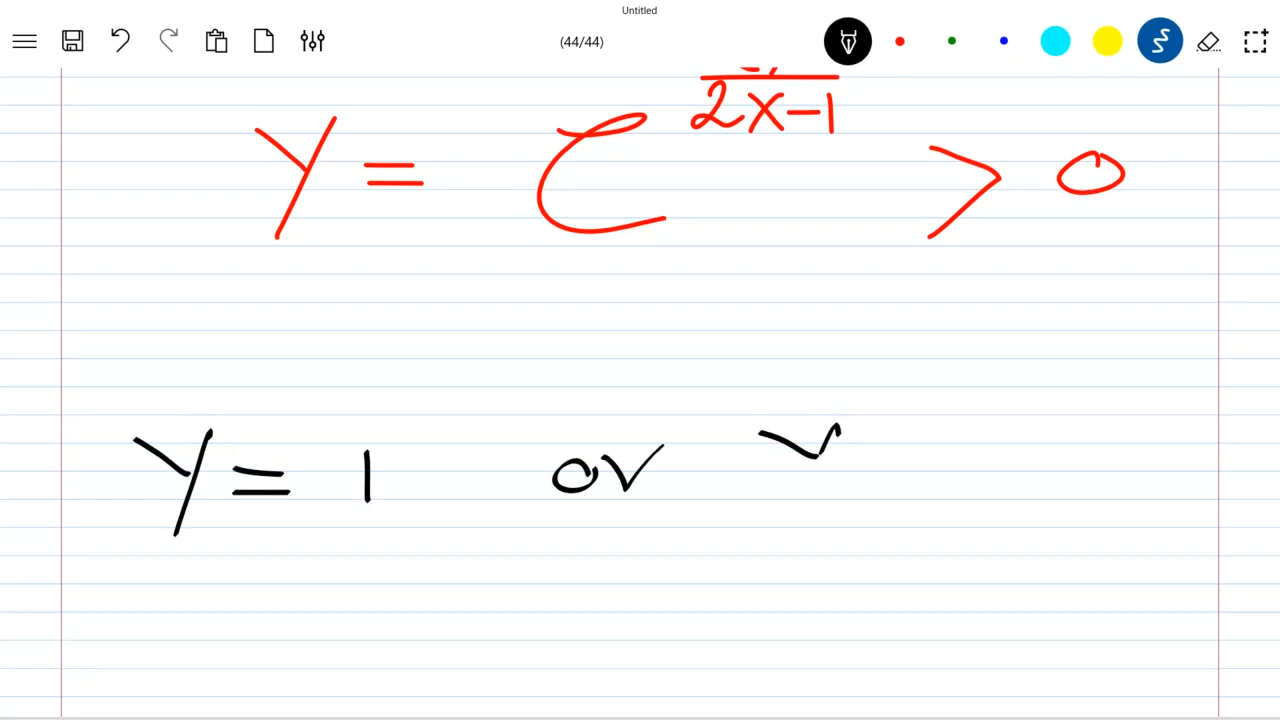 Untitled
(44/44)
2x-1
Y = e > 0
Y = 1 or